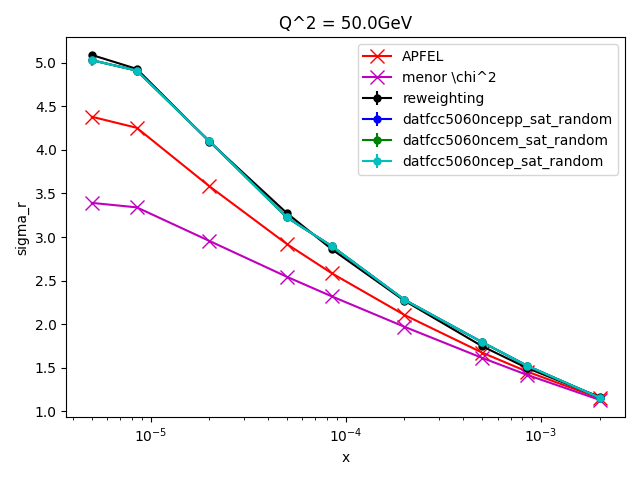 Q^2 = 50.0GeV
APFEL
menor \chi^2
reweighting
datfcc5060ncepp_sat_random
datfcc5060ncem_sat_random
datfcc5060ncep_sat_random
sigma_r
5.0
4.5
4.0
3.5
3.0
2.5
2.0
1.5
1.0
10⁻⁵ 10⁻⁴ 10⁻³
x